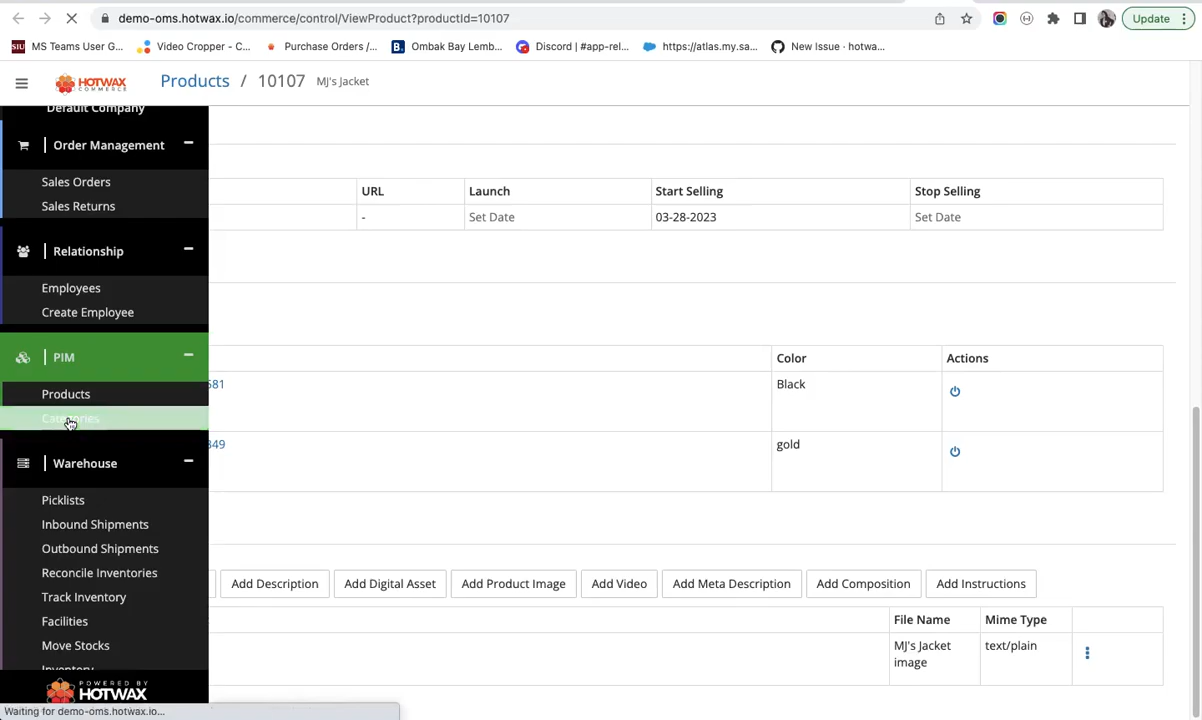 demo-oms.hotwax.io/commerce/control/ViewProduct?productId=10107
Update
MS Teams User G...
Video Cropper - C...
Purchase Orders /...
Ombak Bay Lemb...
Discord | #app-rel...
https://atlas.my.sa...
New Issue · hotwa...
HOTWAX
COMMERCE
Products / 10107 MJ's Jacket
Default Company
Order Management
Sales Orders
Sales Returns
Relationship
Employees
Create Employee
PIM
Products
Categories
Warehouse
Picklists
Inbound Shipments
Outbound Shipments
Reconcile Inventories
Track Inventory
Facilities
Move Stocks
Inventory
POWERED BY
HOTWAX
Waiting for demo-oms.hotwax.io...
URL Launch Start Selling Stop Selling
- Set Date 03-28-2023 Set Date
Color Actions
581 Black
349 gold
Add Description Add Digital Asset Add Product Image Add Video Add Meta Description Add Composition Add Instructions
File Name Mime Type
MJ's Jacket text/plain
image